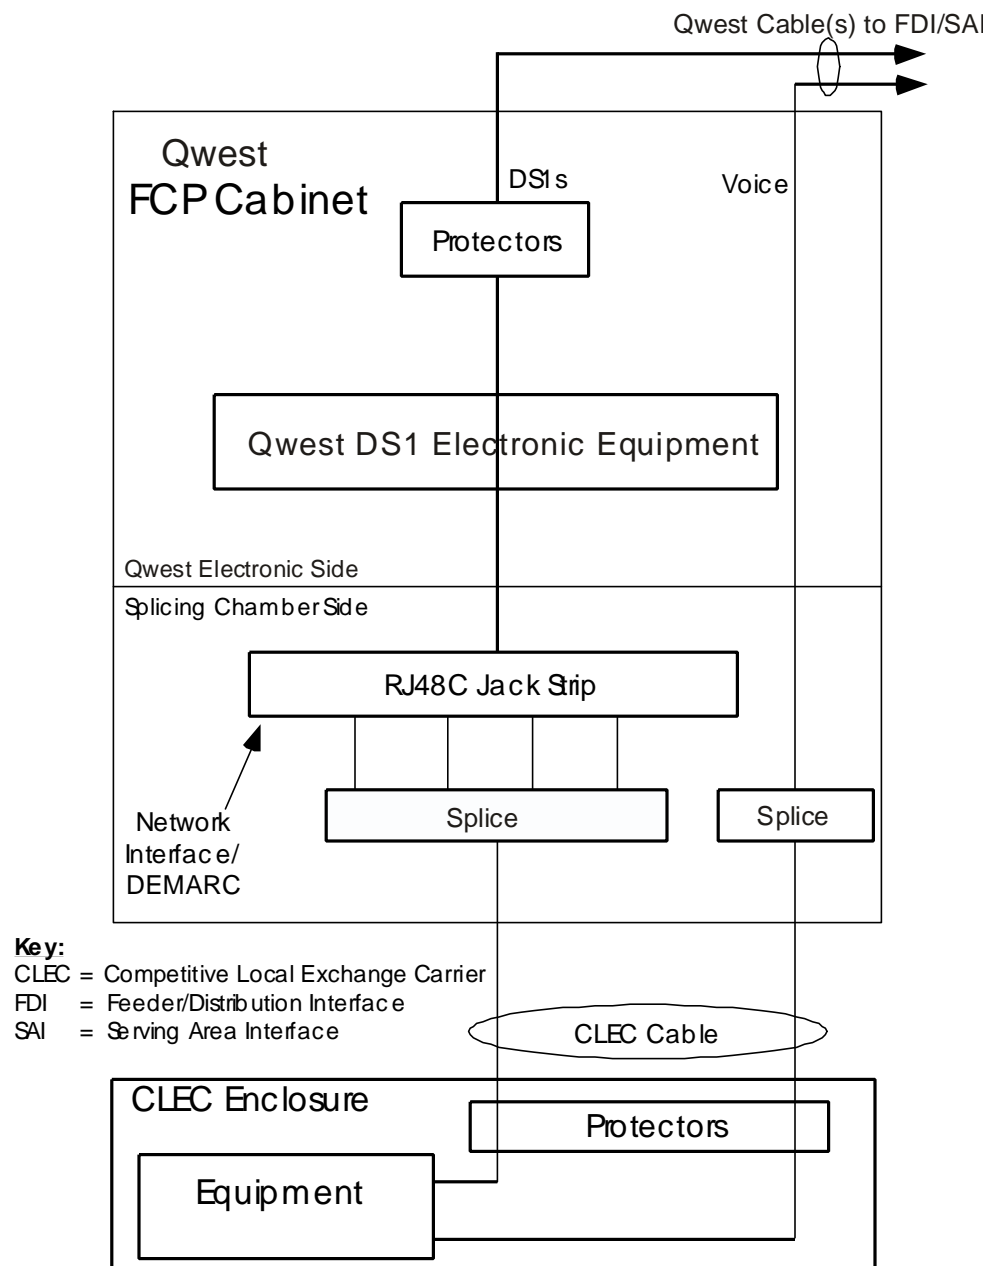 Qwest Cable(s) to FDI/SAI
Qwest
FCP Cabinet
DS1s
Voice
Protectors
Qwest DS1 Electronic Equipment
Qwest Electronic Side
Splicing Chamber Side
RJ48C Jack Strip
Splice
Splice
Network
Interface/
DEMARC
Key:
CLEC = Competitive Local Exchange Carrier
FDI = Feeder/Distribution Interface
SAI = Serving Area Interface
CLEC Cable
CLEC Enclosure
Protectors
Equipment